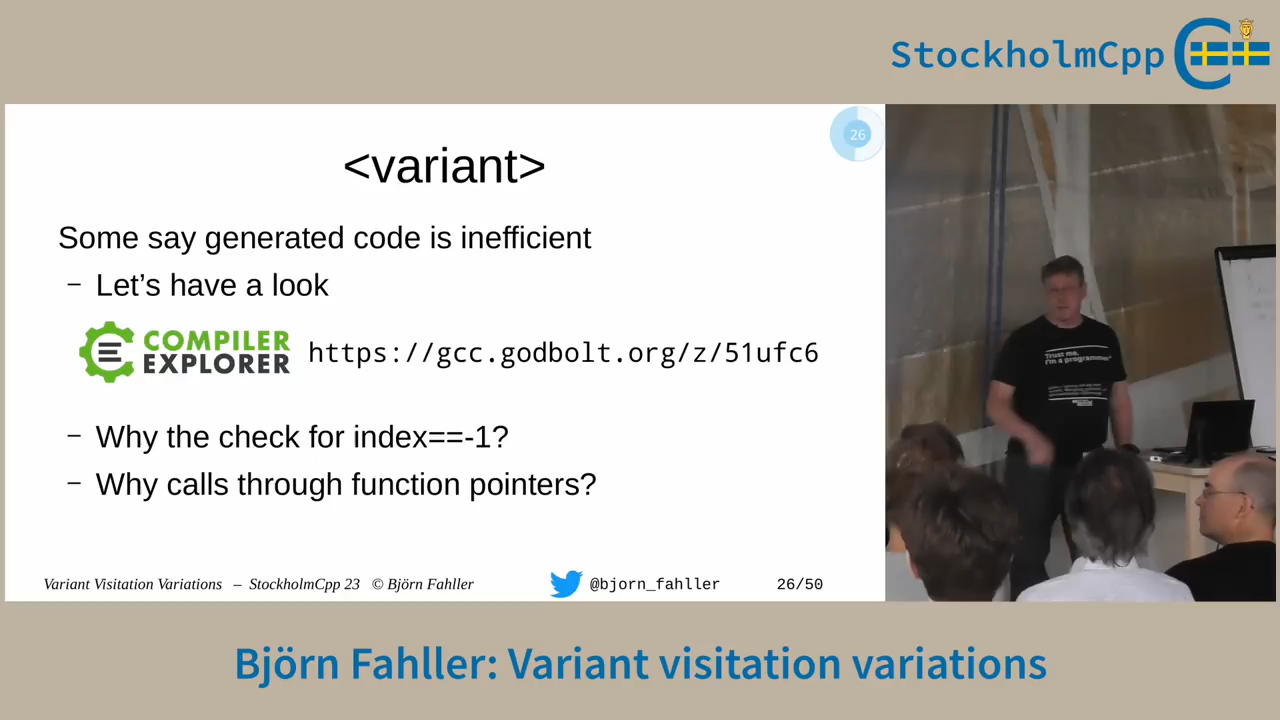 StockholmCpp
26
<variant>
Some say generated code is inefficient
– Let’s have a look
COMPILER
EXPLORER
https://gcc.godbolt.org/z/51ufc6
– Why the check for index==-1?
– Why calls through function pointers?
Variant Visitation Variations – StockholmCpp 23 © Björn Fahller
@bjorn_fahller
26/50
Trust me,
I'm a programmer
Björn Fahller: Variant visitation variations